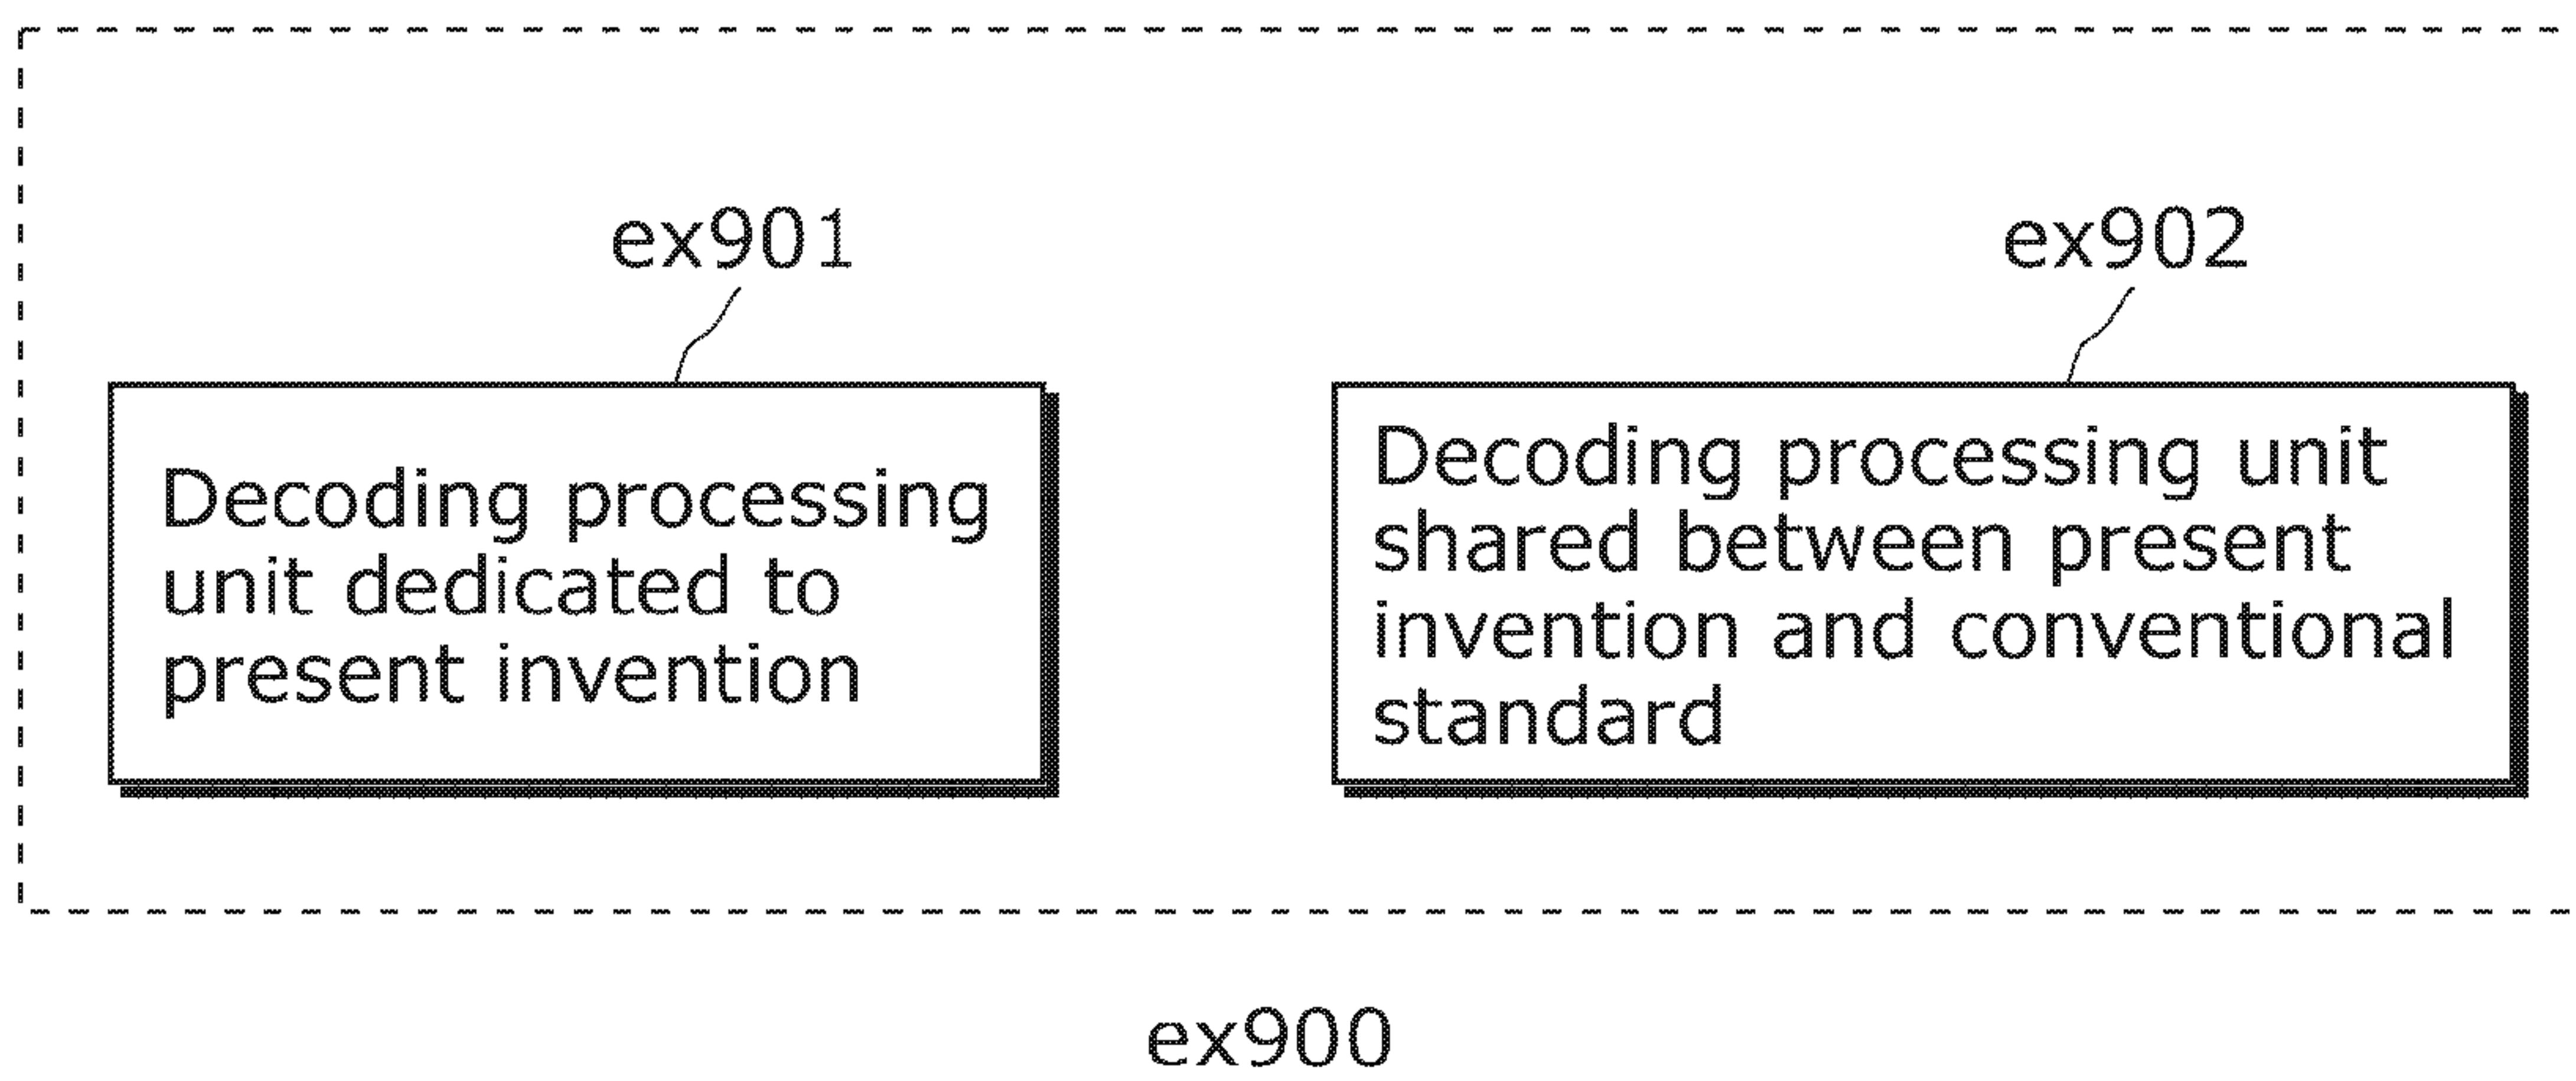 ex901
ex902
Decoding processing
unit dedicated to
present invention
Decoding processing unit
shared between present
invention and conventional
standard
ex900